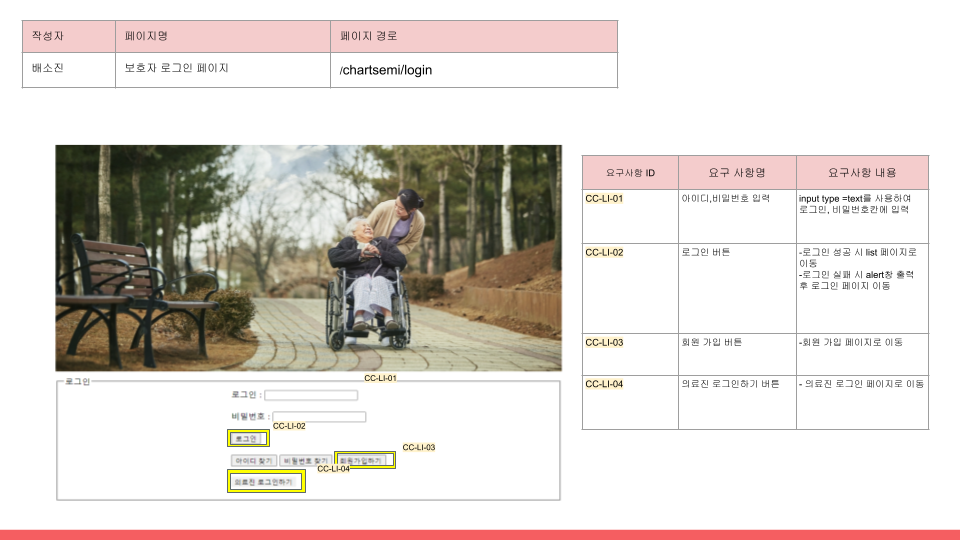 작성자
페이지명
페이지 경로
배소진
보호자 로그인 페이지
/chartsemi/login
요구사항 ID
요구 사항명
요구사항 내용
CC-LI-01
아이디,비밀번호 입력
input type =text를 사용하여
로그인, 비밀번호칸에 입력
CC-LI-02
로그인 버튼
-로그인 성공 시 list 페이지로
이동
-로그인 실패 시 alert창 출력
후 로그인 페이지 이동
CC-LI-03
회원 가입 버튼
-회원 가입 페이지로 이동
CC-LI-04
의료진 로그인하기 버튼
- 의료진 로그인 페이지로 이동
로그인
CC-LI-01
로그인 :
비밀번호 :
CC-LI-02
로그인
CC-LI-03
아이디 찾기
비밀번호 찾기
회원가입하기
CC-LI-04
의료진 로그인하기